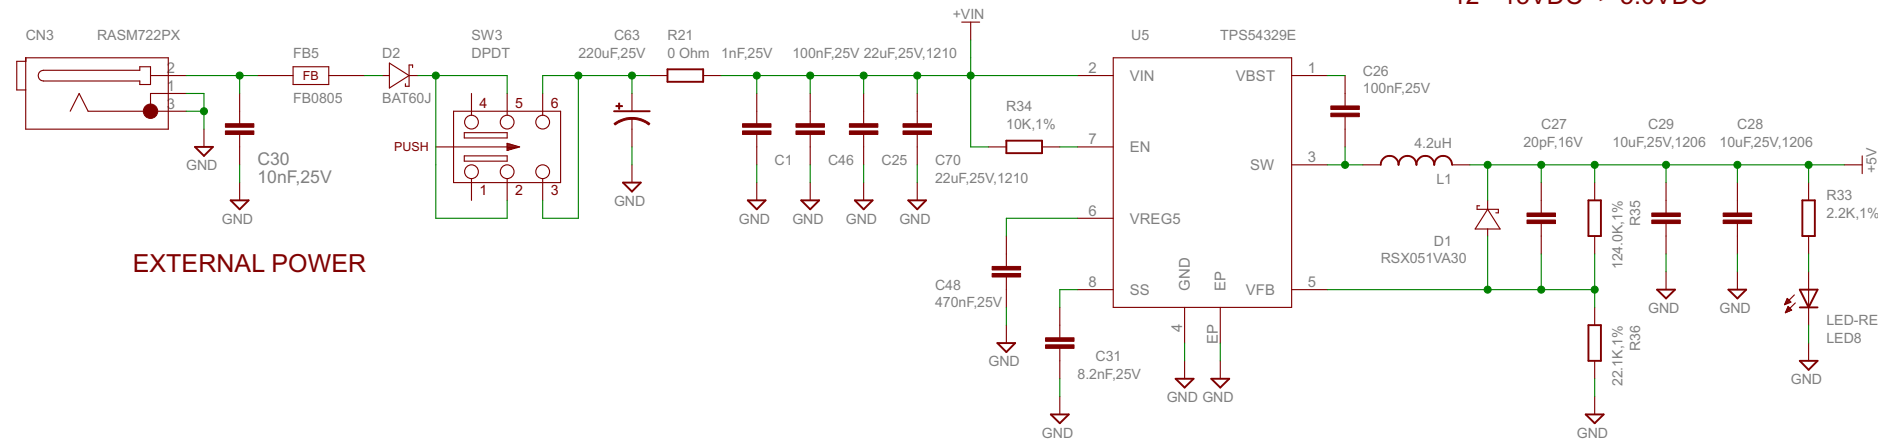 +VIN
CN3
RASM722PX
2
1
3
GND
C30
10nF,25V
GND
FB5
FB
FB0805
D2
BAT60J
SW3
DPDT
4
5
6
PUSH
1
2
3
C63
220uF,25V
GND
R21
0 Ohm
1nF,25V
100nF,25V
22uF,25V,1210
C1
C46
C25
C70
22uF,25V,1210
GND
GND
GND
GND
R34
10K,1%
U5
TPS54329E
2
VIN
VBST
1
7
EN
SW
3
6
VREG5
8
SS
GND
EP
VFB
5
4
EP
GND
GND
C48
470nF,25V
GND
C31
8.2nF,25V
GND
C26
100nF,25V
4.2uH
L1
C27
20pF,16V
C29
10uF,25V,1206
C28
10uF,25V,1206
+5V
D1
RSX051VA30
124.0K,1%
R35
22.1K,1%
R36
GND
GND
GND
R33
2.2K,1%
LED-RE
LED8
GND
EXTERNAL POWER